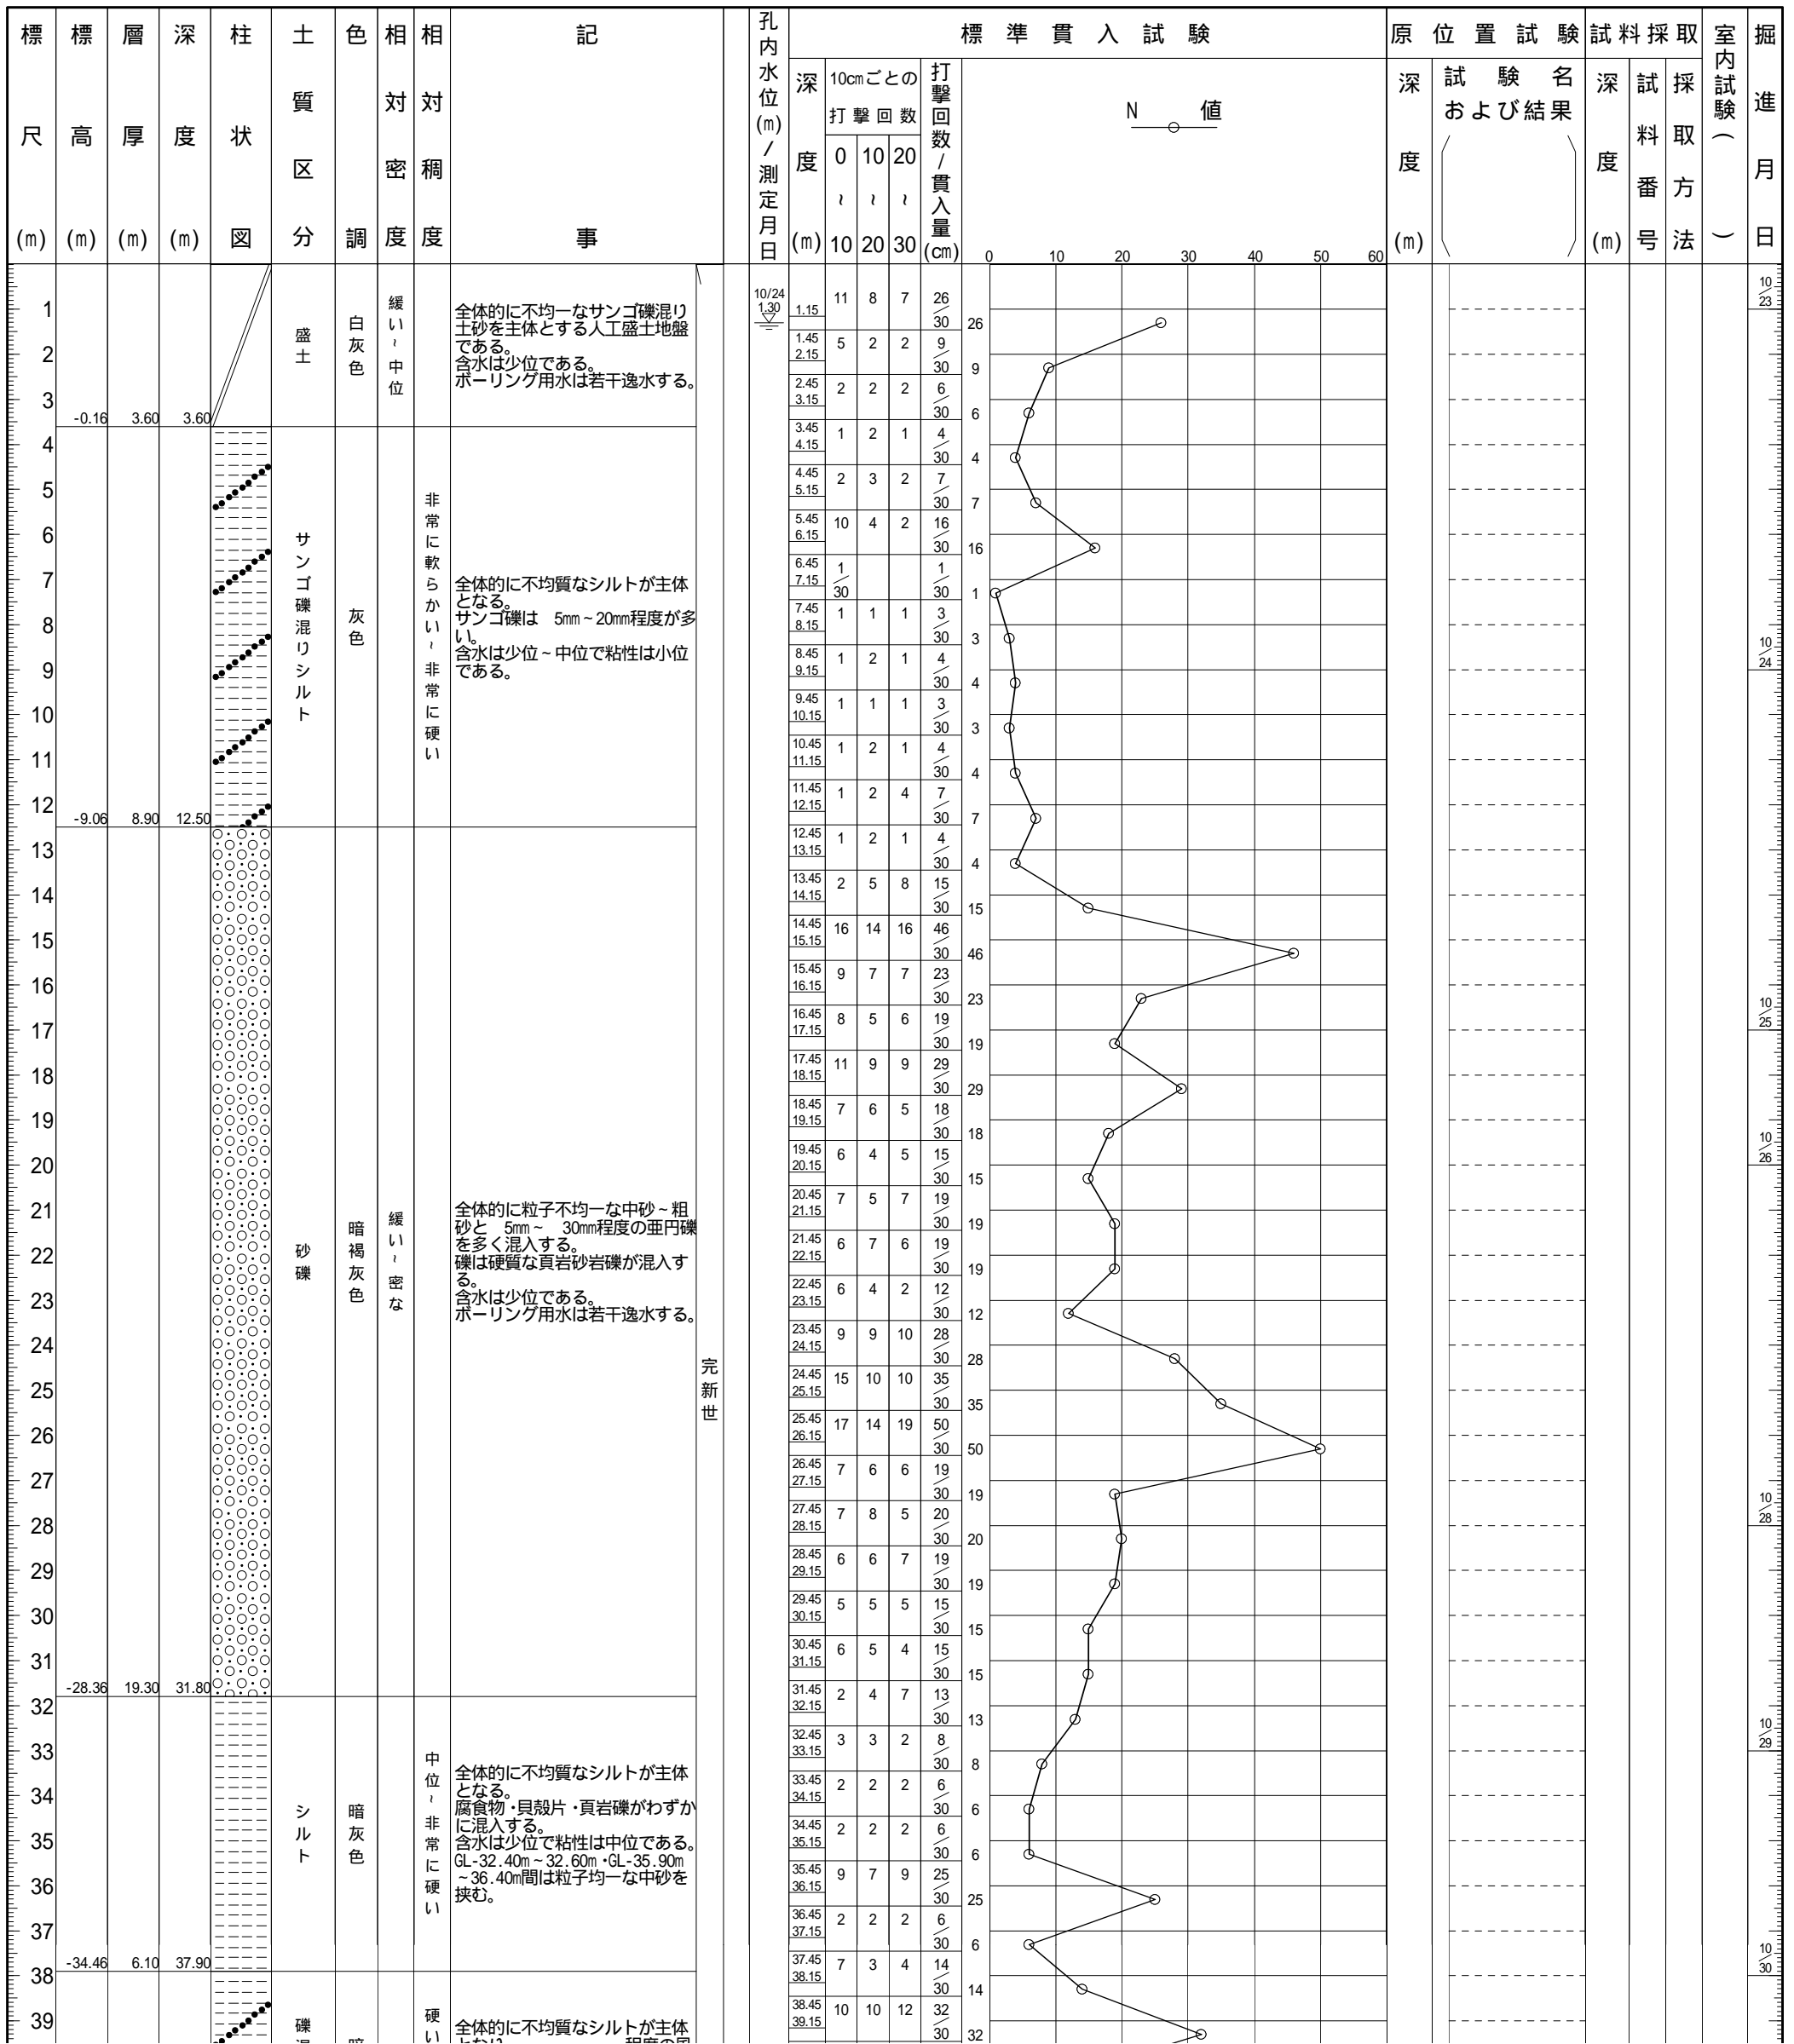 標尺(m)
標高(m)
層厚(m)
深度(m)
柱状図
土質区分
色調
相対密度
相対稠度
記事
孔内水位(m)/測定月日
標準貫入試験
深度(m)
10cmごとの打撃回数
0~10
10~20
20~30
打撃回数/貫入量(cm)
N 値
0 10 20 30 40 50 60
原位置試験
深度(m)
試験名および結果
試料採取
深度(m)
試料番号
採取方法
室内試験()
掘進月日
-0.16 3.60 3.60
盛土
白灰色
緩い~中位
全体的に不均一なサンゴ礫混り
土砂を主体とする人工盛土地盤
である。
含水は少位である。
ボーリング用水は若干逸水する。
-9.06 8.90 12.50
サンゴ礫混りシルト
灰色
非常に軟らかい~非常に硬い
全体的に不均質なシルトが主体
となる。
サンゴ礫は 5mm~20mm程度が多
い。
含水は少位~中位で粘性は小位
である。
-28.36 19.30 31.80
砂礫
暗褐灰色
緩い~密な
全体的に粒子不均一な中砂~粗
砂と 5mm~ 30mm程度の亜円礫
を多く混入する。
礫は硬質な頁岩砂岩礫が混入す
る。
含水は少位である。
ボーリング用水は若干逸水する。
完新世
-34.46 6.10 37.90
シルト
暗灰色
中位~非常に硬い
全体的に不均質なシルトが主体
となる。
腐食物・貝殻片・頁岩礫がわずか
に混入する。
含水は少位で粘性は中位である。
GL-32.40m~32.60m・GL-35.90m
~36.40m間は粒子均一な中砂を
挟む。
礫
硬い
全体的に不均質なシルトが主体
10/24
1.30
1 1.15 11 8 7 26/30 26
2 1.45 2.15 5 2 2 9/30 9
3 2.45 3.15 2 2 2 6/30 6
4 3.45 4.15 1 2 1 4/30 4
5 4.45 5.15 2 3 2 7/30 7
6 5.45 6.15 10 4 2 16/30 16
7 6.45 7.15 1/30 1/30 1
8 7.45 8.15 1 1 1 3/30 3
9 8.45 9.15 1 2 1 4/30 4
10 9.45 10.15 1 1 1 3/30 3
11 10.45 11.15 1 2 1 4/30 4
12 11.45 12.15 1 2 4 7/30 7
13 12.45 13.15 1 2 1 4/30 4
14 13.45 14.15 2 5 8 15/30 15
15 14.45 15.15 16 14 16 46/30 46
16 15.45 16.15 9 7 7 23/30 23
17 16.45 17.15 8 5 6 19/30 19
18 17.45 18.15 11 9 9 29/30 29
19 18.45 19.15 7 6 5 18/30 18
20 19.45 20.15 6 4 5 15/30 15
21 20.45 21.15 7 5 7 19/30 19
22 21.45 22.15 6 7 6 19/30 19
23 22.45 23.15 6 4 2 12/30 12
24 23.45 24.15 9 9 10 28/30 28
25 24.45 25.15 15 10 10 35/30 35
26 25.45 26.15 17 14 19 50/30 50
27 26.45 27.15 7 6 6 19/30 19
28 27.45 28.15 7 8 5 20/30 20
29 28.45 29.15 6 6 7 19/30 19
30 29.45 30.15 5 5 5 15/30 15
31 30.45 31.15 6 5 4 15/30 15
32 31.45 32.15 2 4 7 13/30 13
33 32.45 33.15 3 3 2 8/30 8
34 33.45 34.15 2 2 2 6/30 6
35 34.45 35.15 2 2 2 6/30 6
36 35.45 36.15 9 7 9 25/30 25
37 36.45 37.15 2 2 2 6/30 6
38 37.45 38.15 7 3 4 14/30 14
39 38.45 39.15 10 10 12 32/30 32
10/23
10/24
10/25
10/26
10/28
10/29
10/30